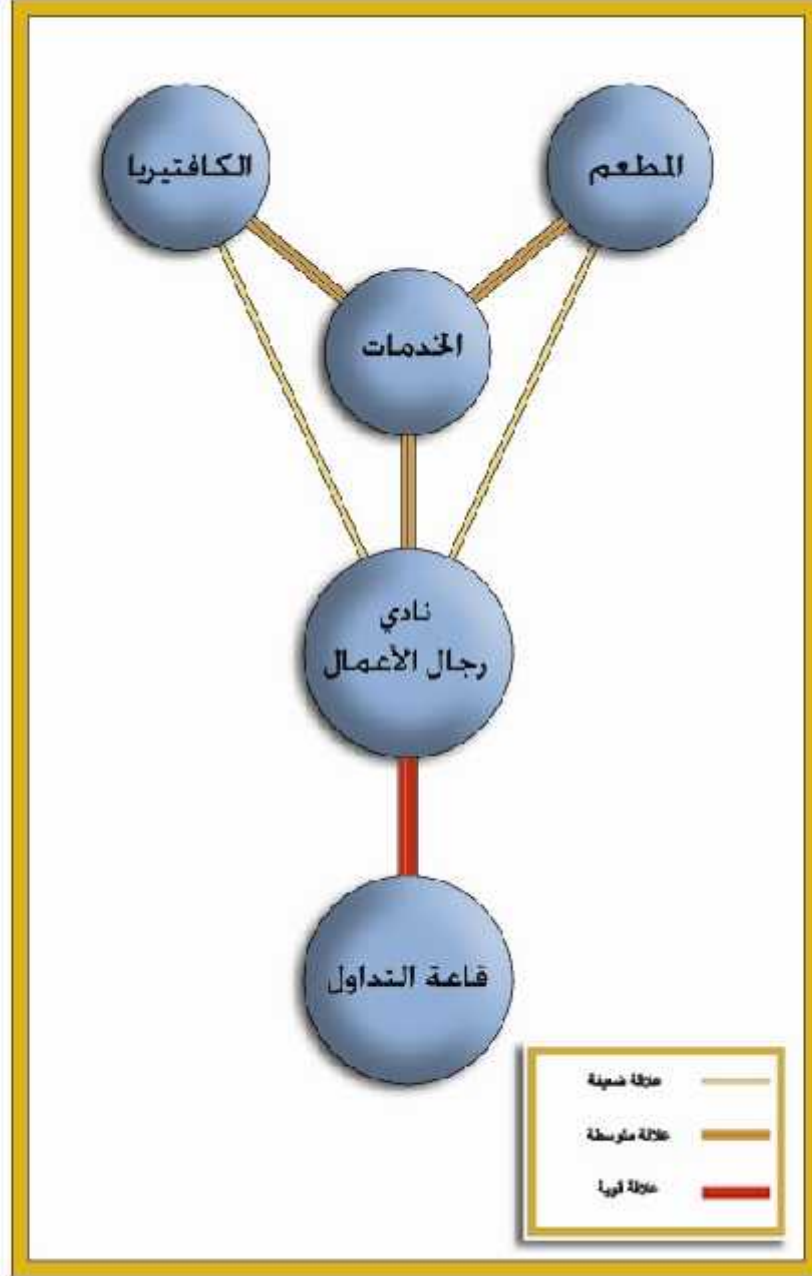 الكافتيريا
المطعم
الخدمات
نادي
رجال الأعمال
قاعة التداول
علاقة ضعيفة
علاقة متوسطة
علاقة قوية